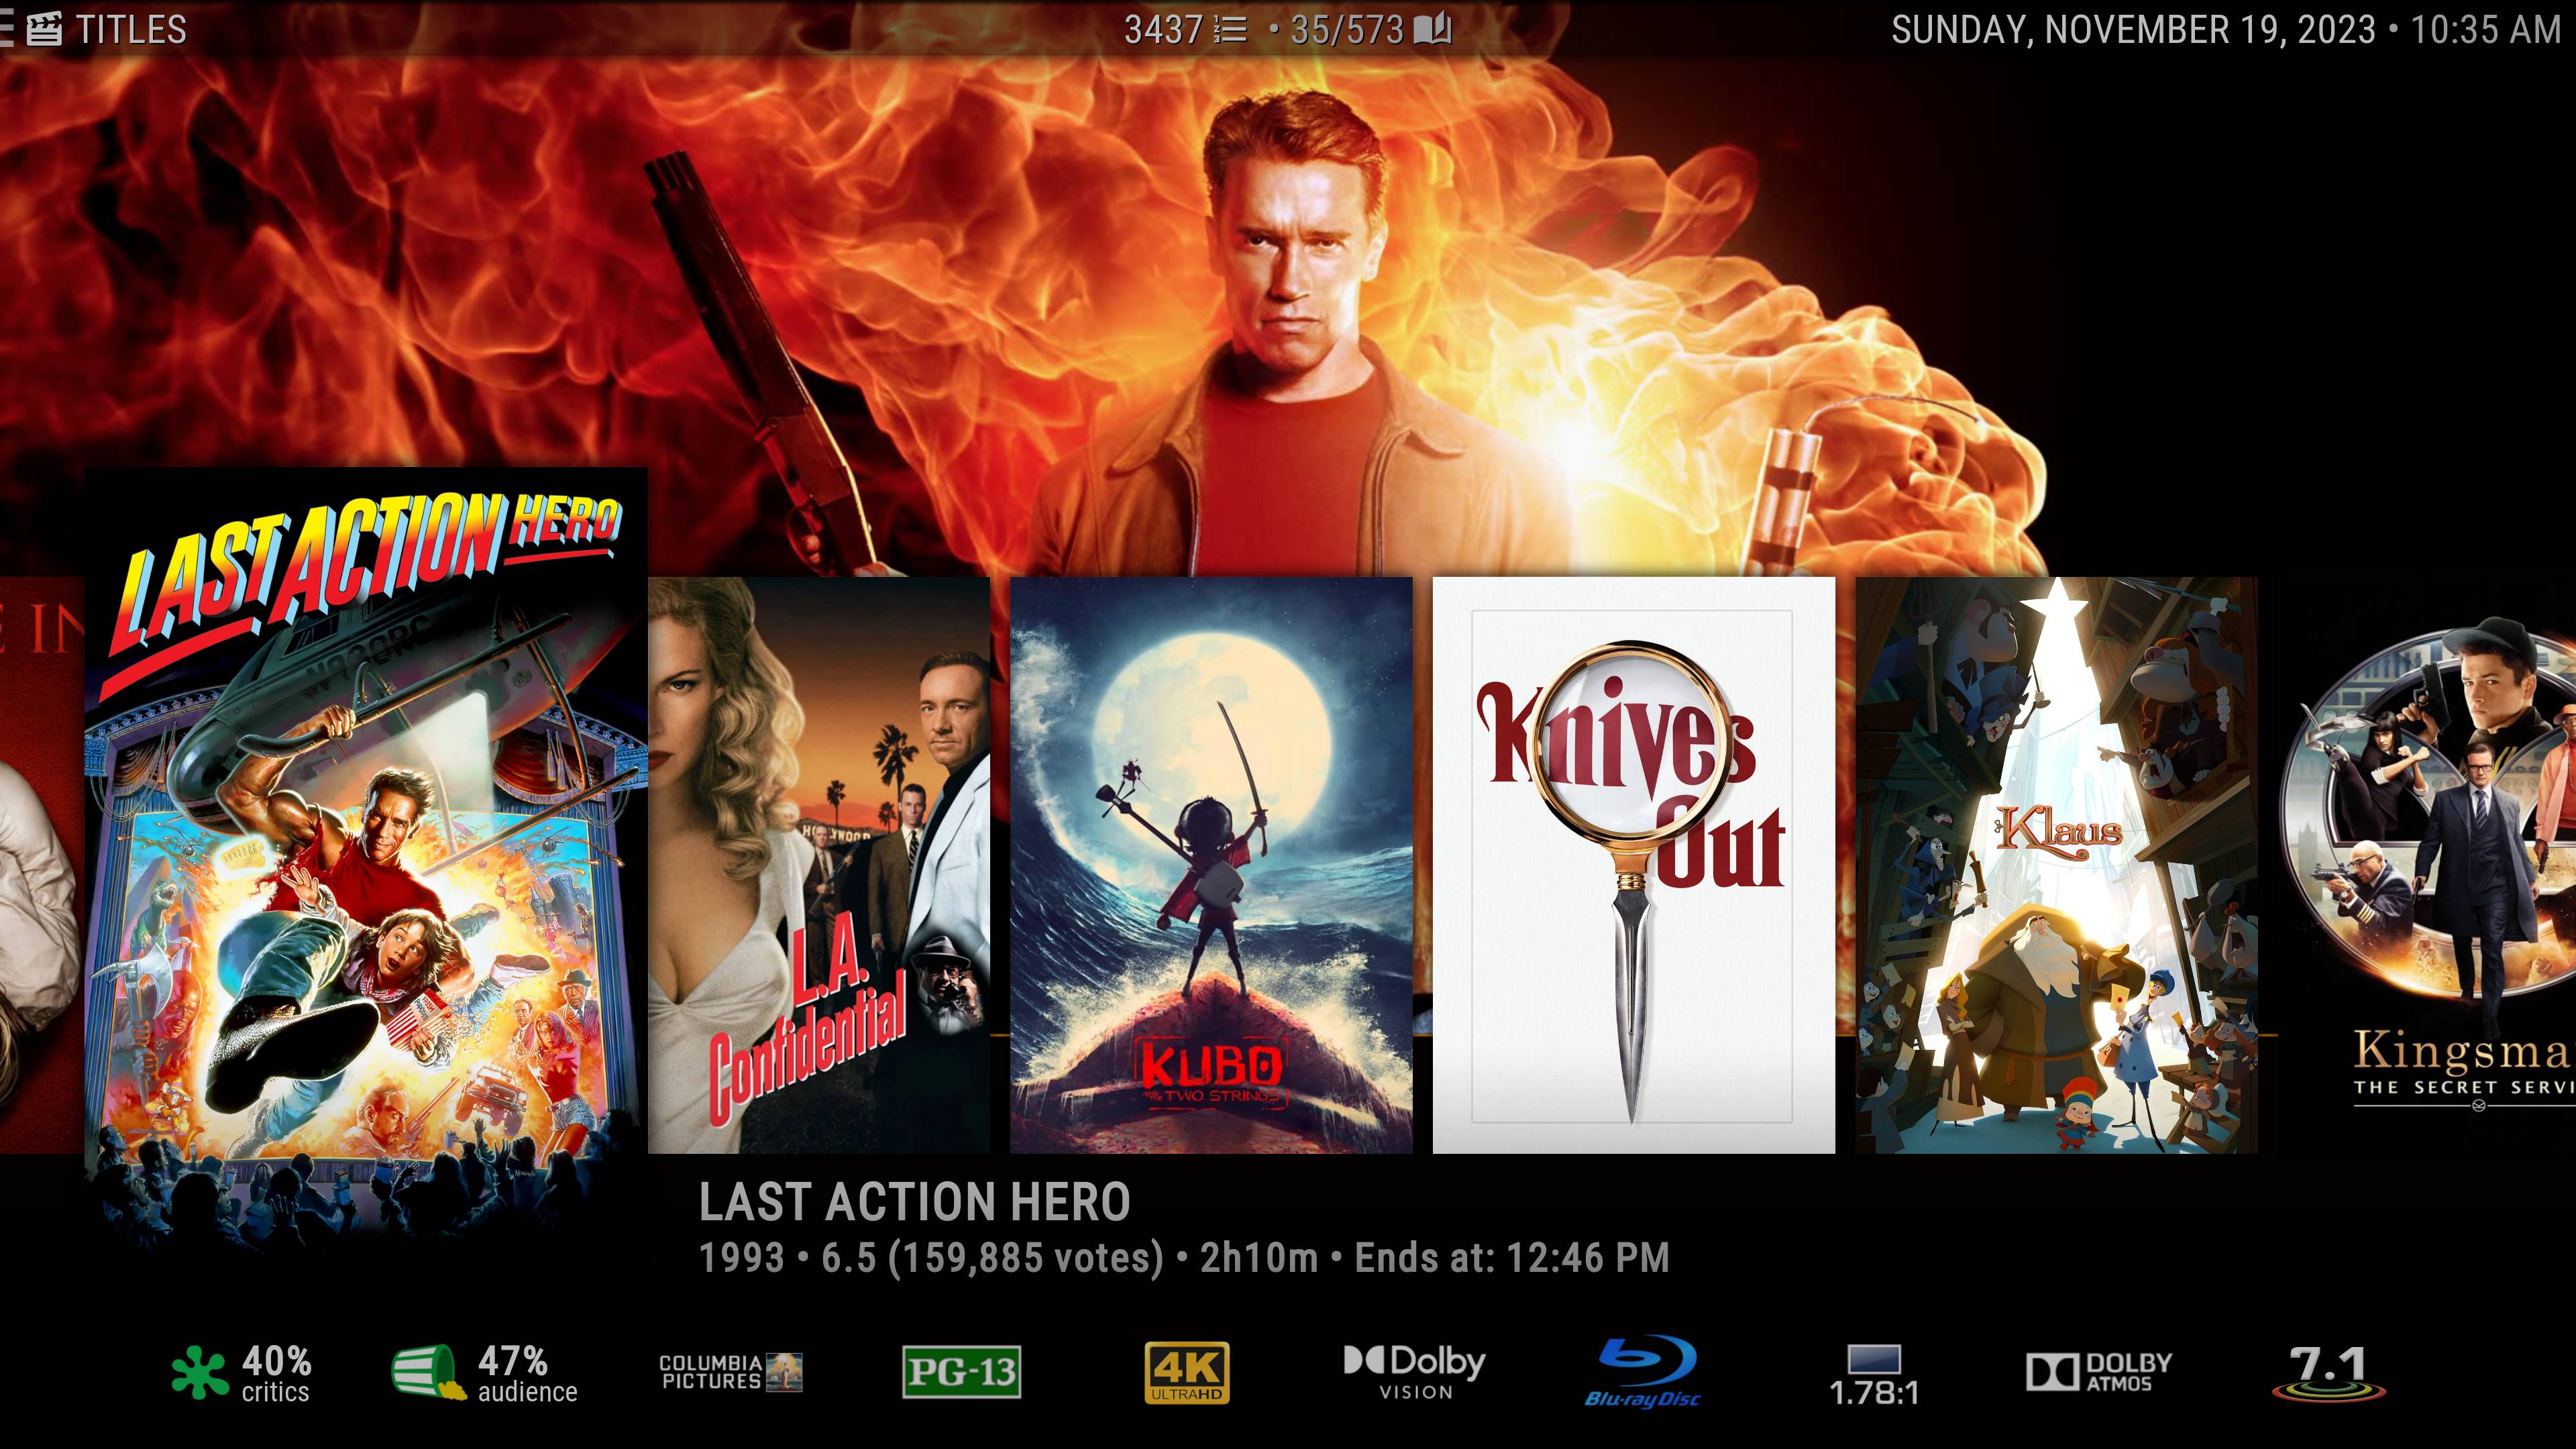 TITLES
3437 • 35/573
SUNDAY, NOVEMBER 19, 2023 • 10:35 AM
E IN
LAST ACTION HERO
N930RC
HOLLYWOOD
L.A.
Confidential
KUBO
AND THE TWO STRINGS
Knives
Out
Klaus
Kingsma
THE SECRET SERVI
LAST ACTION HERO
1993 • 6.5 (159,885 votes) • 2h10m • Ends at: 12:46 PM
40%
critics
47%
audience
COLUMBIA
PICTURES
PG-13
4K
ULTRAHD
Dolby
VISION
Blu-ray Disc
1.78:1
DOLBY
ATMOS
7.1